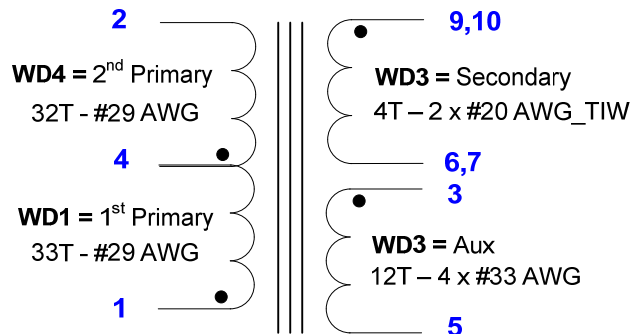 2
WD4 = 2nd Primary
32T - #29 AWG
4
WD1 = 1st Primary
33T - #29 AWG
1
9,10
WD3 = Secondary
4T – 2 x #20 AWG_TIW
6,7
3
WD3 = Aux
12T – 4 x #33 AWG
5